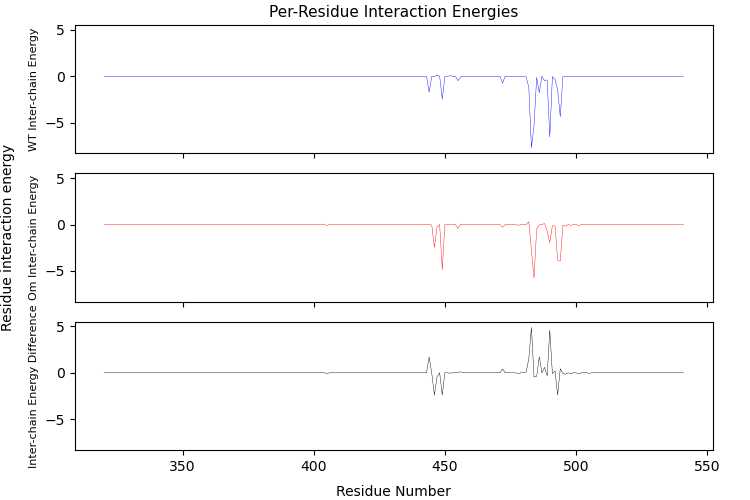 Per-Residue Interaction Energies
Residue interaction energy
WT Inter-chain Energy
5
0
−5
Om Inter-chain Energy
5
0
−5
Inter-chain Energy Difference
5
0
−5
350
400
450
500
550
Residue Number